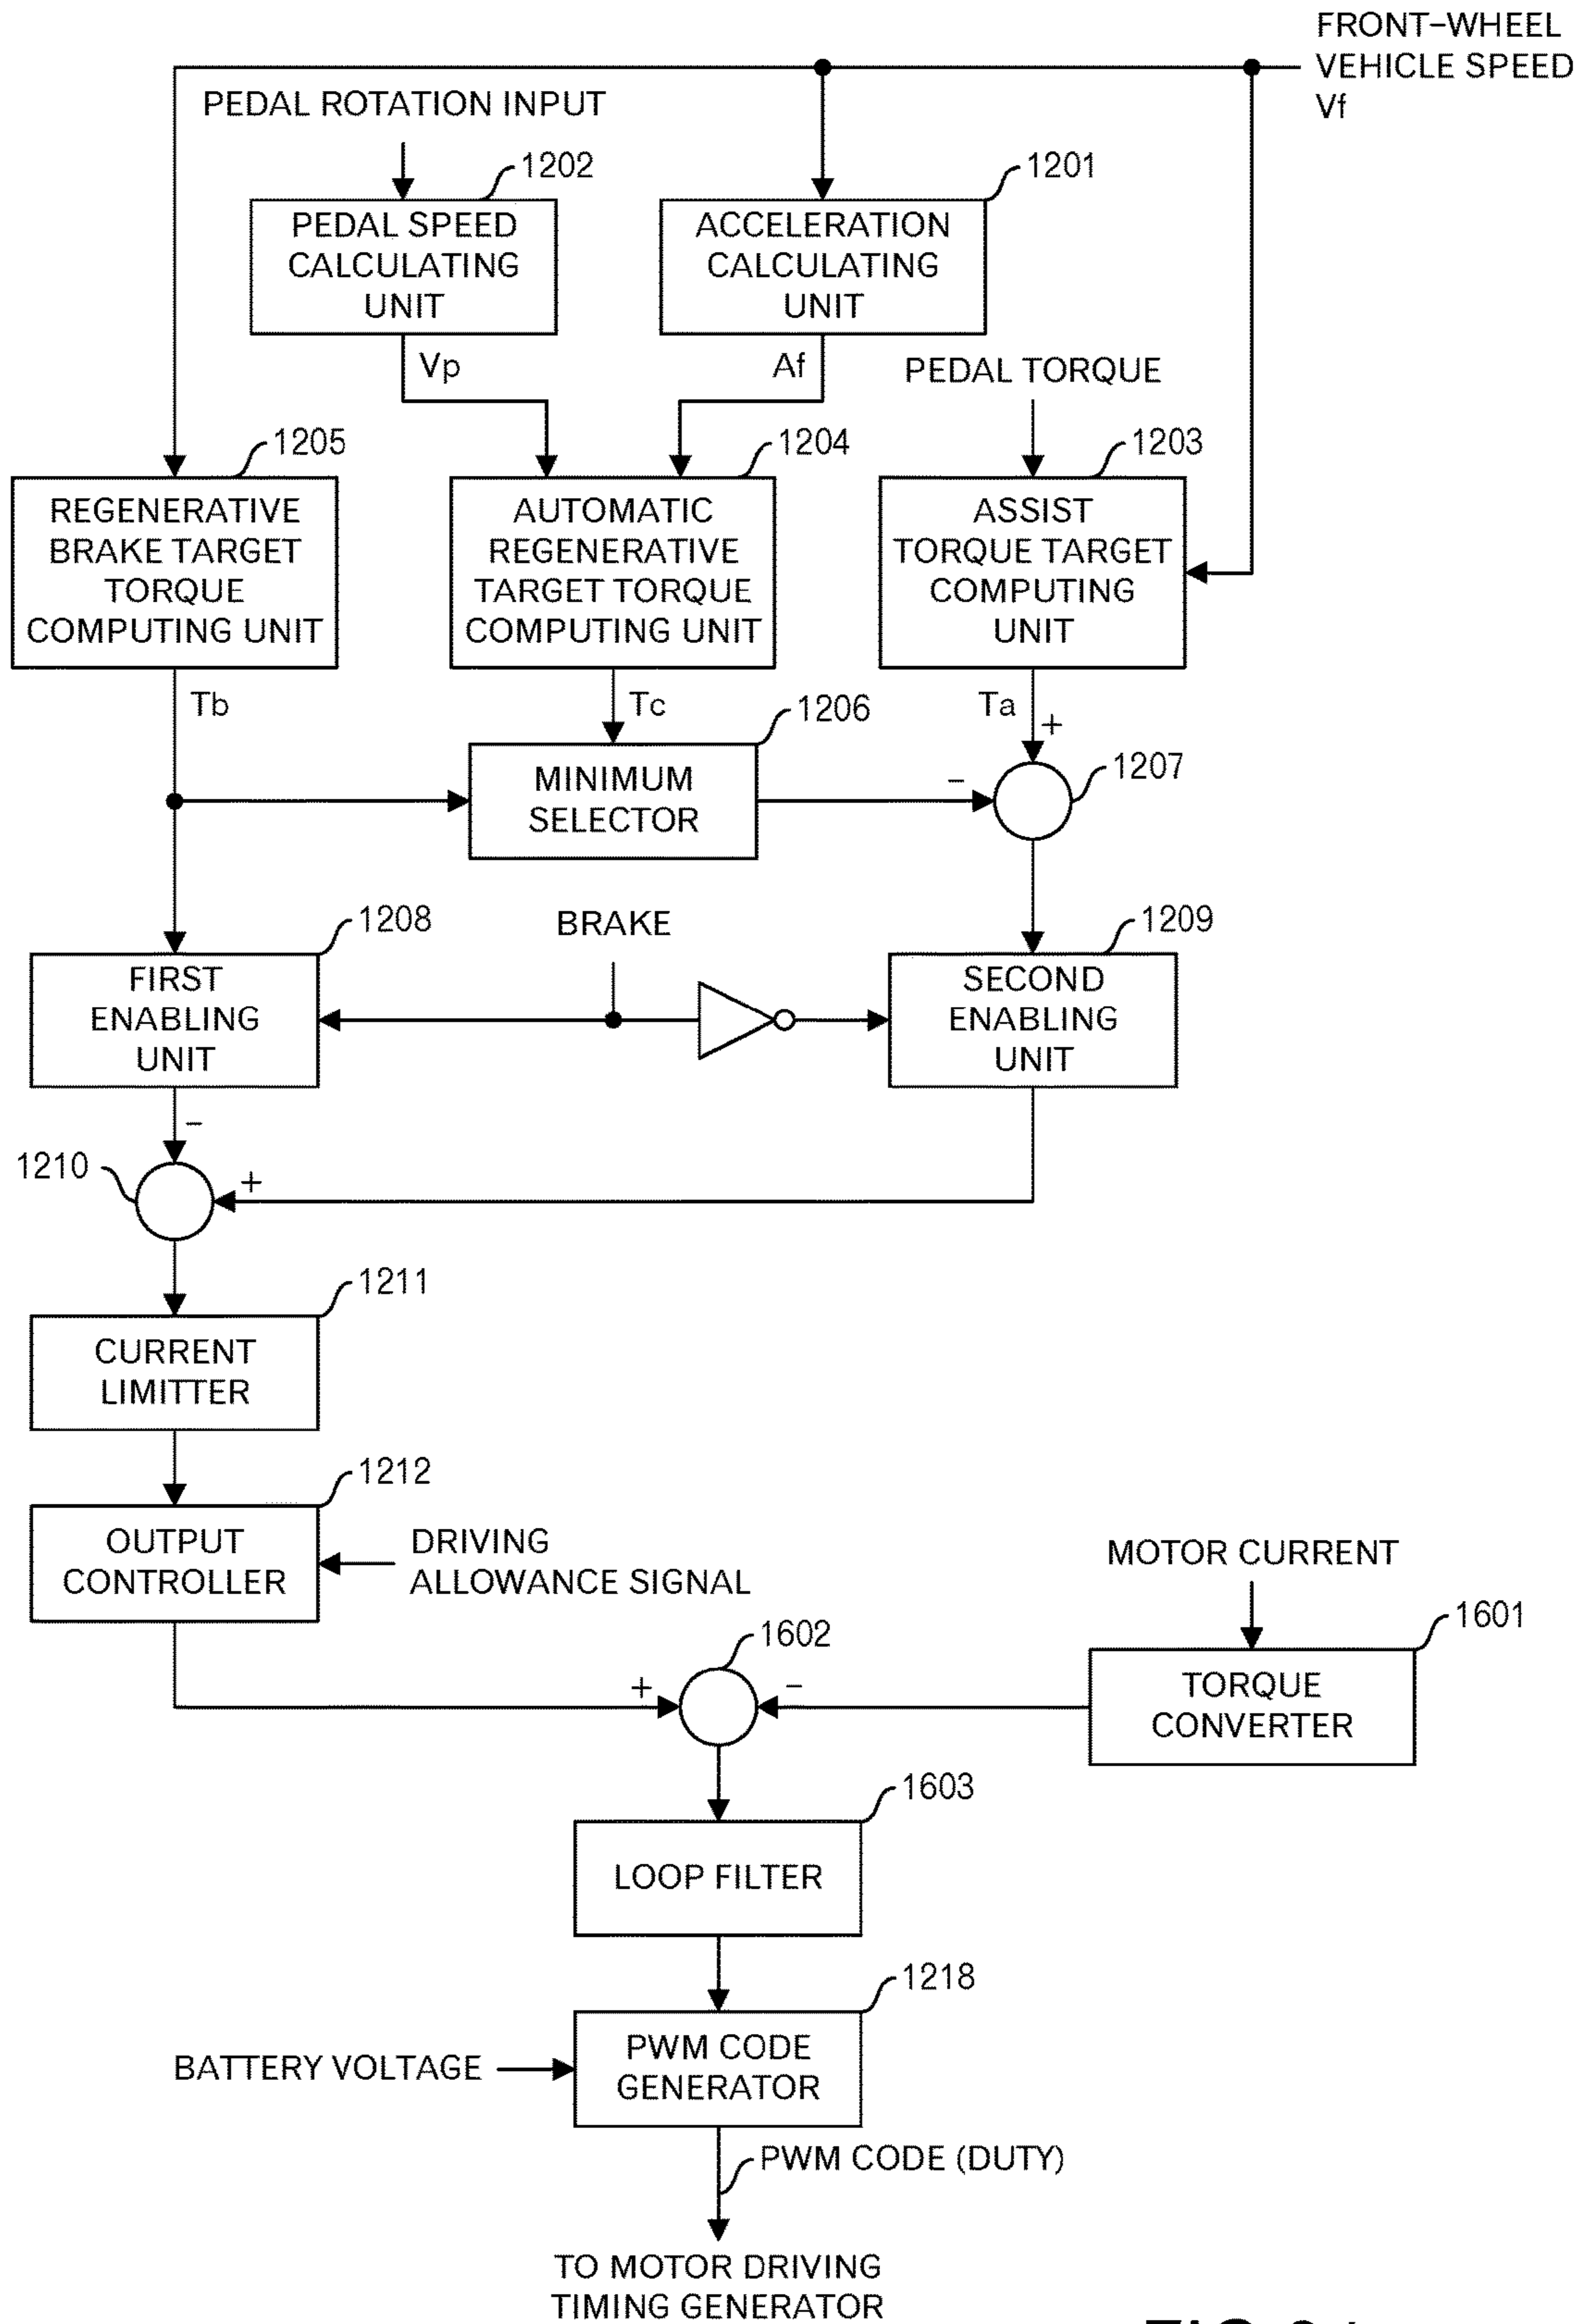 FRONT-WHEEL
VEHICLE SPEED
Vf
PEDAL ROTATION INPUT
1202
1201
PEDAL SPEED
CALCULATING
UNIT
ACCELERATION
CALCULATING
UNIT
Vp
Af
PEDAL TORQUE
1205
1204
1203
REGENERATIVE
BRAKE TARGET
TORQUE
COMPUTING UNIT
AUTOMATIC
REGENERATIVE
TARGET TORQUE
COMPUTING UNIT
ASSIST
TORQUE TARGET
COMPUTING
UNIT
Tb
Tc
1206
Ta
+
1207
MINIMUM
SELECTOR
-
1208
BRAKE
1209
FIRST
ENABLING
UNIT
SECOND
ENABLING
UNIT
-
1210
+
1211
CURRENT
LIMITTER
1212
OUTPUT
CONTROLLER
DRIVING
ALLOWANCE SIGNAL
MOTOR CURRENT
1602
1601
+
-
TORQUE
CONVERTER
1603
LOOP FILTER
1218
BATTERY VOLTAGE
PWM CODE
GENERATOR
PWM CODE (DUTY)
TO MOTOR DRIVING
TIMING GENERATOR